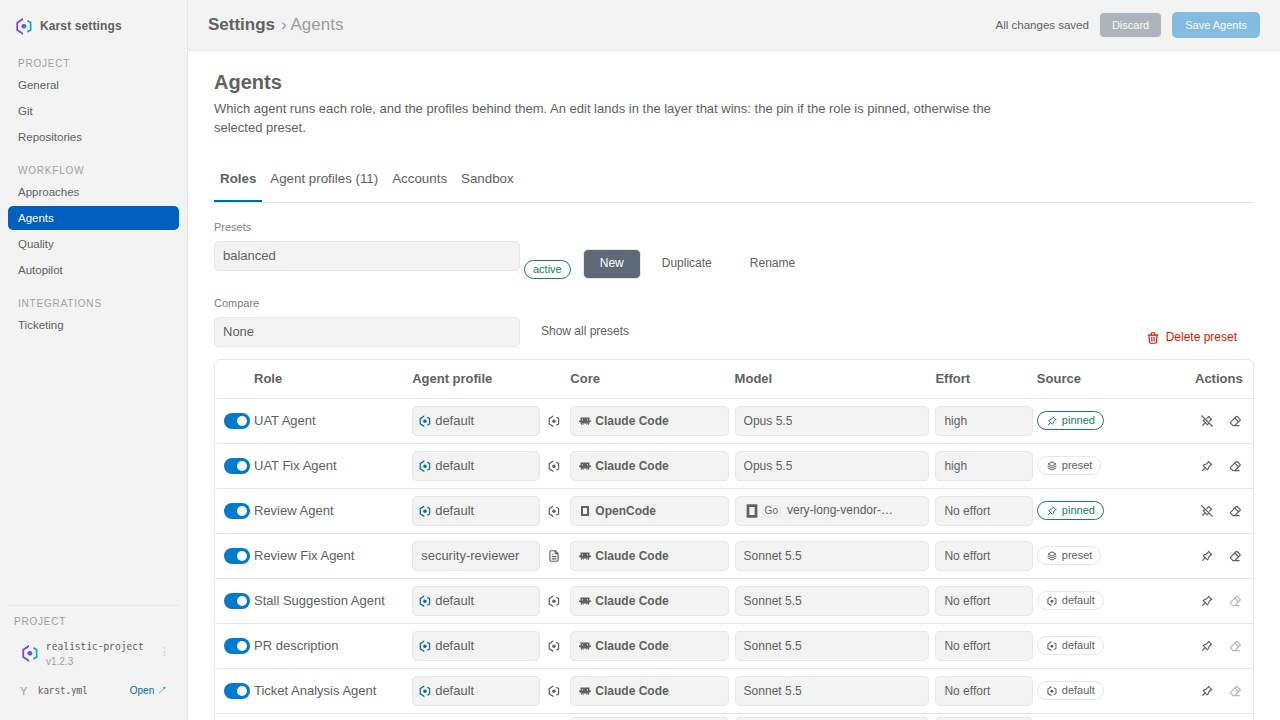 Karst settings
Settings › Agents
All changes saved
Discard
Save Agents
PROJECT
General
Git
Repositories
WORKFLOW
Approaches
Agents
Quality
Autopilot
INTEGRATIONS
Ticketing
PROJECT
realistic-project
v1.2.3
Y karst.yml Open ↗
Agents
Which agent runs each role, and the profiles behind them. An edit lands in the layer that wins: the pin if the role is pinned, otherwise the
selected preset.
Roles Agent profiles (11) Accounts Sandbox
Presets
balanced active New Duplicate Rename
Compare
None Show all presets Delete preset
Role Agent profile Core Model Effort Source Actions
UAT Agent default Claude Code Opus 5.5 high pinned
UAT Fix Agent default Claude Code Opus 5.5 high preset
Review Agent default OpenCode Go very-long-vendor-… No effort pinned
Review Fix Agent security-reviewer Claude Code Sonnet 5.5 No effort preset
Stall Suggestion Agent default Claude Code Sonnet 5.5 No effort default
PR description default Claude Code Sonnet 5.5 No effort default
Ticket Analysis Agent default Claude Code Sonnet 5.5 No effort default